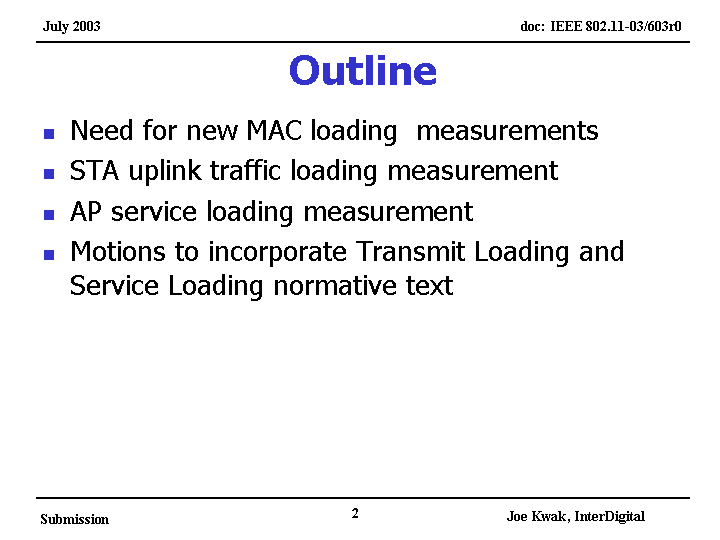 July 2003
doc: IEEE 802.11-03/603r0
Outline
Need for new MAC loading measurements
STA uplink traffic loading measurement
AP service loading measurement
Motions to incorporate Transmit Loading and
Service Loading normative text
Submission
2
Joe Kwak, InterDigital